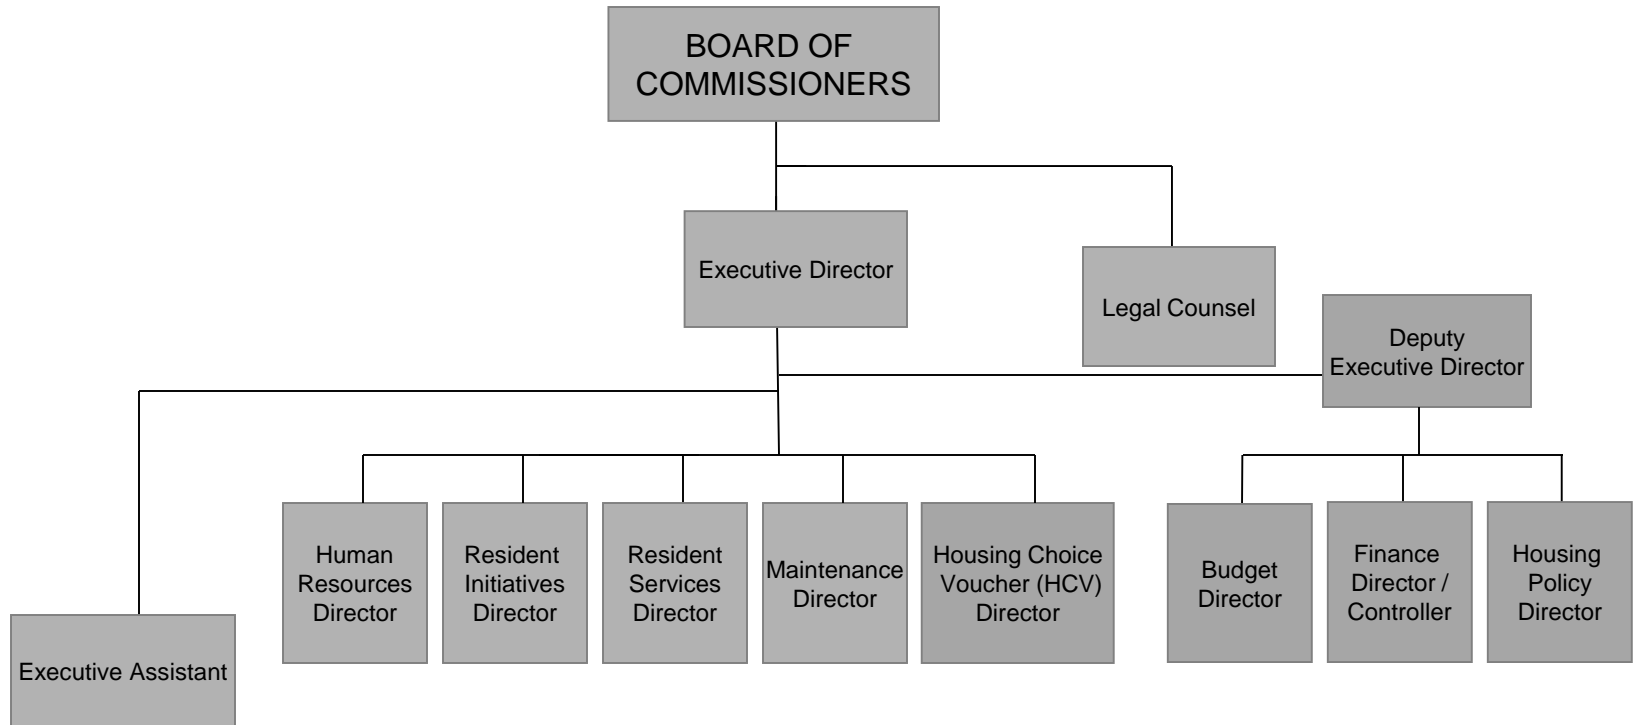 BOARD OF
COMMISSIONERS
Executive Director
Legal Counsel
Deputy
Executive Director
Human
Resources
Director
Resident
Initiatives
Director
Resident
Services
Director
Maintenance
Director
Housing Choice
Voucher (HCV)
Director
Budget
Director
Finance
Director /
Controller
Housing
Policy
Director
Executive Assistant